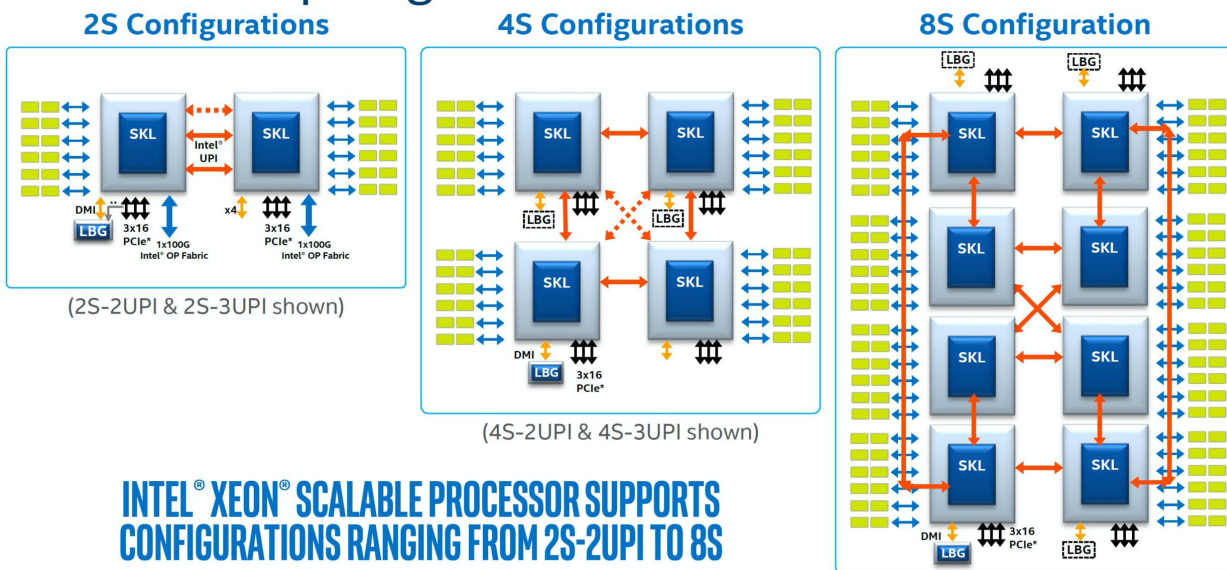 2S Configurations
SKL
SKL
Intel®
UPI
DMI
**
LBG
3x16
PCIe*
1x100G
Intel® OP Fabric
x4
3x16
PCIe*
1x100G
Intel® OP Fabric
(2S-2UPI & 2S-3UPI shown)
4S Configurations
SKL
SKL
LBG
LBG
SKL
SKL
DMI
LBG
3x16
PCIe*
(4S-2UPI & 4S-3UPI shown)
8S Configuration
LBG
LBG
SKL
SKL
SKL
SKL
SKL
SKL
SKL
SKL
DMI
LBG
3x16
PCIe*
LBG
INTEL® XEON® SCALABLE PROCESSOR SUPPORTS
CONFIGURATIONS RANGING FROM 2S-2UPI TO 8S